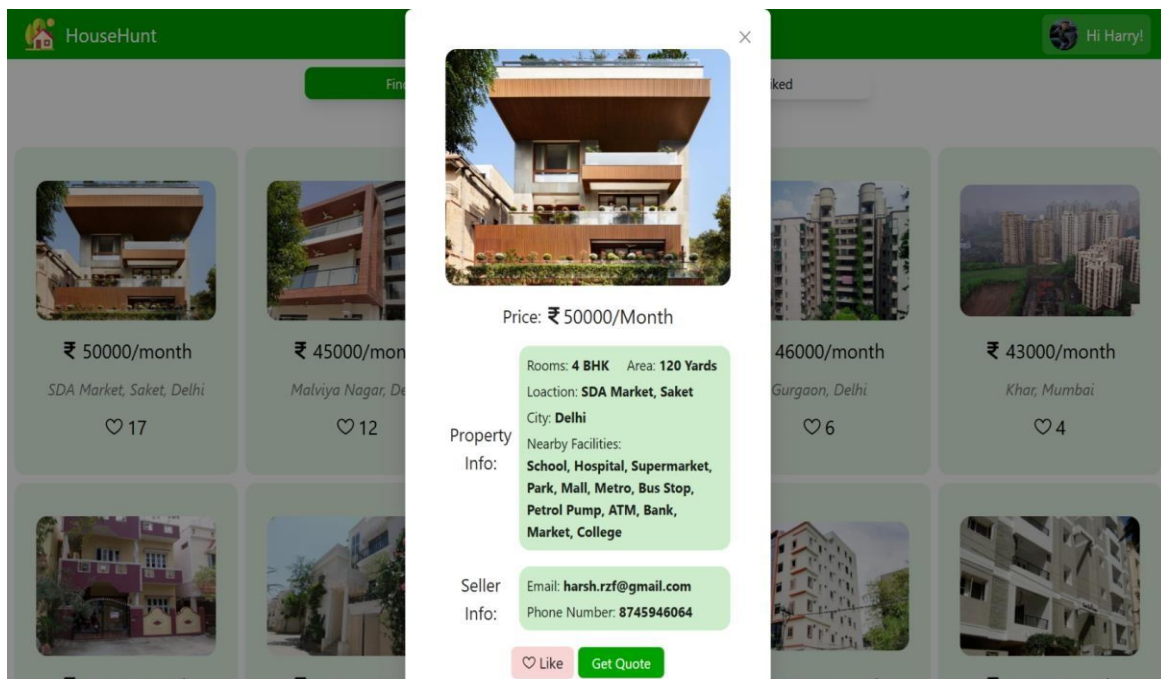 HouseHunt
Hi Harry!
Fin
iked
Price: ₹ 50000/Month
Property
Info:
Rooms: 4 BHK Area: 120 Yards
Loaction: SDA Market, Saket
City: Delhi
Nearby Facilities:
School, Hospital, Supermarket,
Park, Mall, Metro, Bus Stop,
Petrol Pump, ATM, Bank,
Market, College
Seller
Info:
Email: harsh.rzf@gmail.com
Phone Number: 8745946064
Like
Get Quote
₹ 50000/month
SDA Market, Saket, Delhi
17
₹ 45000/mon
Malviya Nagar, De
12
46000/month
Gurgaon, Delhi
6
₹ 43000/month
Khar, Mumbai
4